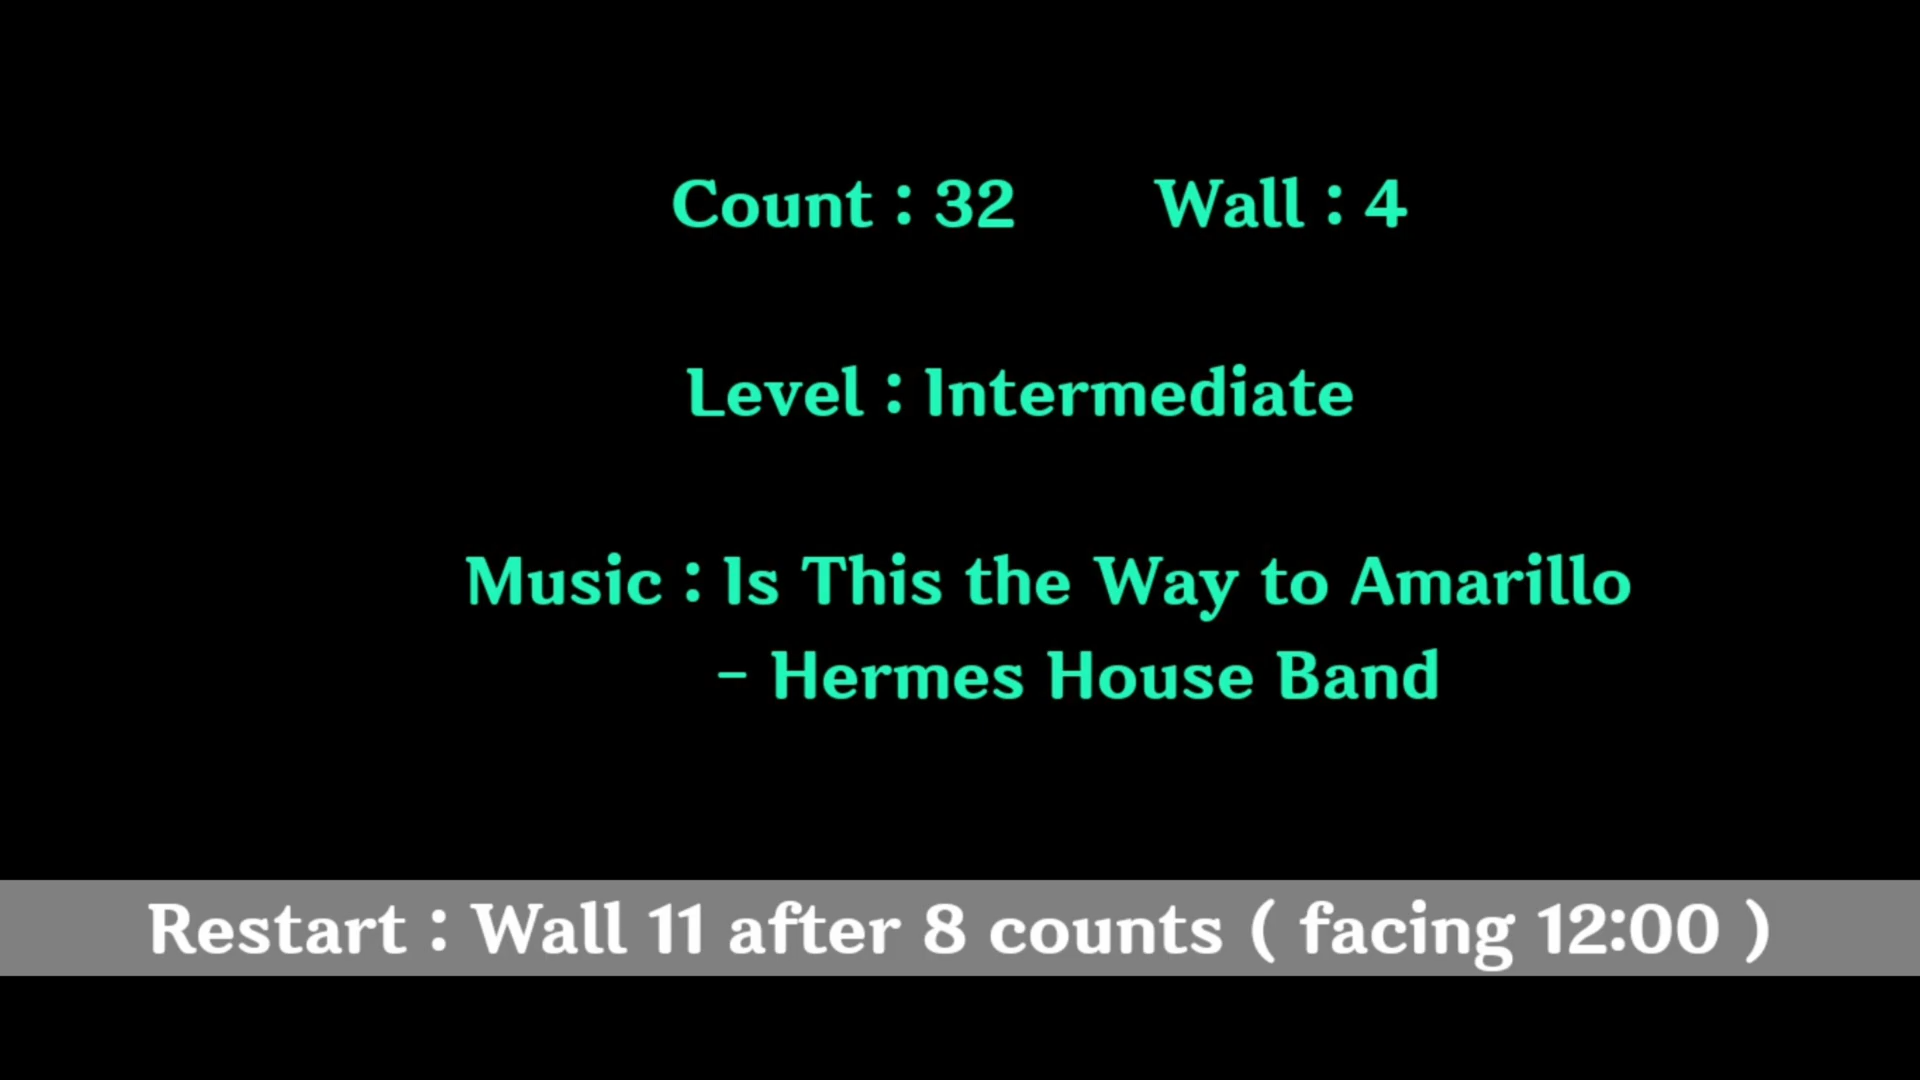 Count : 32 Wall : 4
Level : Intermediate
Music : Is This the Way to Amarillo
- Hermes House Band
Restart : Wall 11 after 8 counts ( facing 12:00 )